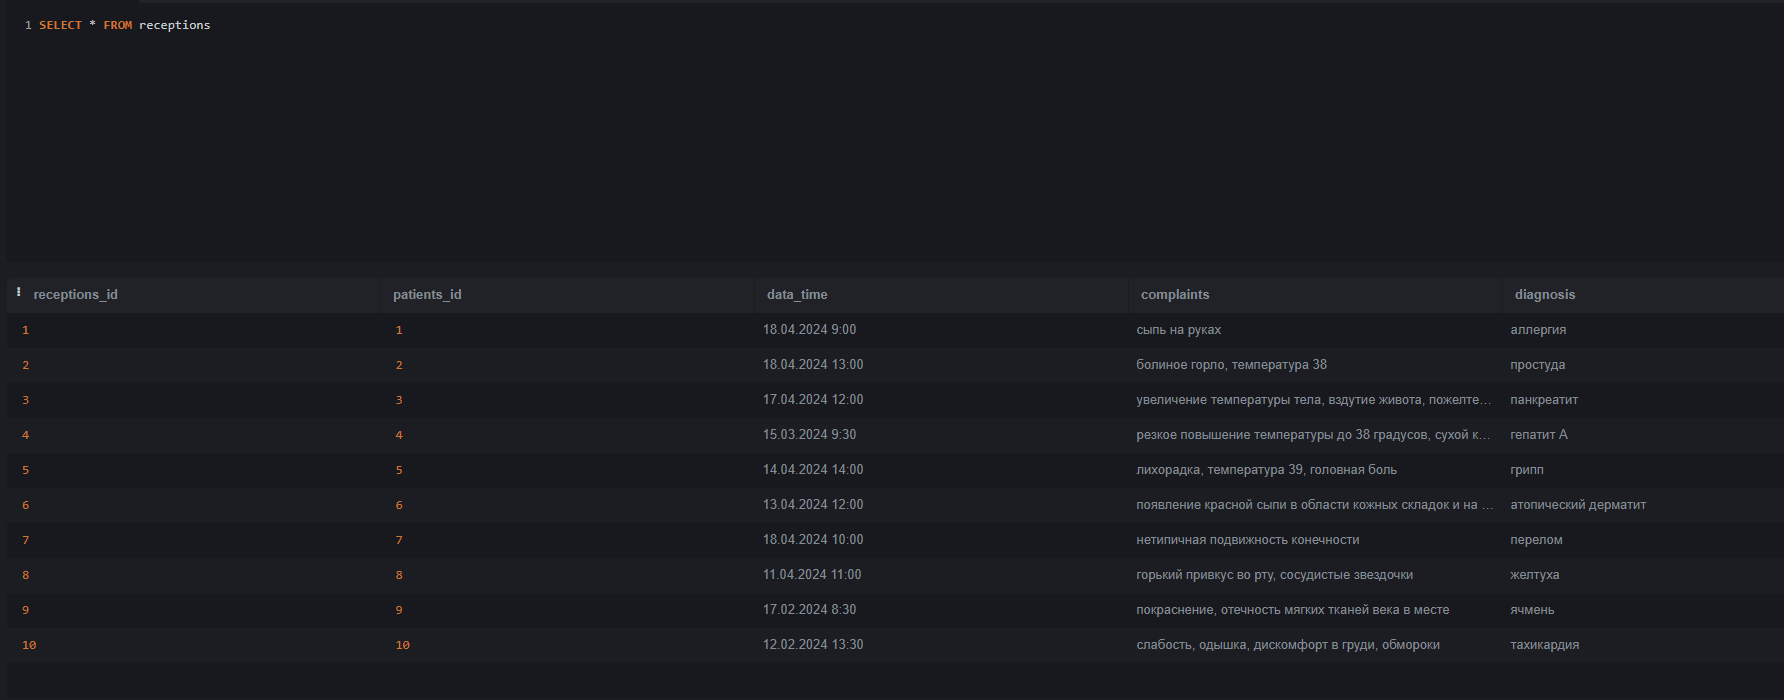 1 SELECT * FROM receptions
receptions_id patients_id data_time complaints diagnosis
1 1 18.04.2024 9:00 сыпь на руках аллергия
2 2 18.04.2024 13:00 болиное горло, температура 38 простуда
3 3 17.04.2024 12:00 увеличение температуры тела, вздутие живота, пожелте... панкреатит
4 4 15.03.2024 9:30 резкое повышение температуры до 38 градусов, сухой к... гепатит А
5 5 14.04.2024 14:00 лихорадка, температура 39, головная боль грипп
6 6 13.04.2024 12:00 появление красной сыпи в области кожных складок и на ... атопический дерматит
7 7 18.04.2024 10:00 нетипичная подвижность конечности перелом
8 8 11.04.2024 11:00 горький привкус во рту, сосудистые звездочки желтуха
9 9 17.02.2024 8:30 покраснение, отечность мягких тканей века в месте ячмень
10 10 12.02.2024 13:30 слабость, одышка, дискомфорт в груди, обмороки тахикардия